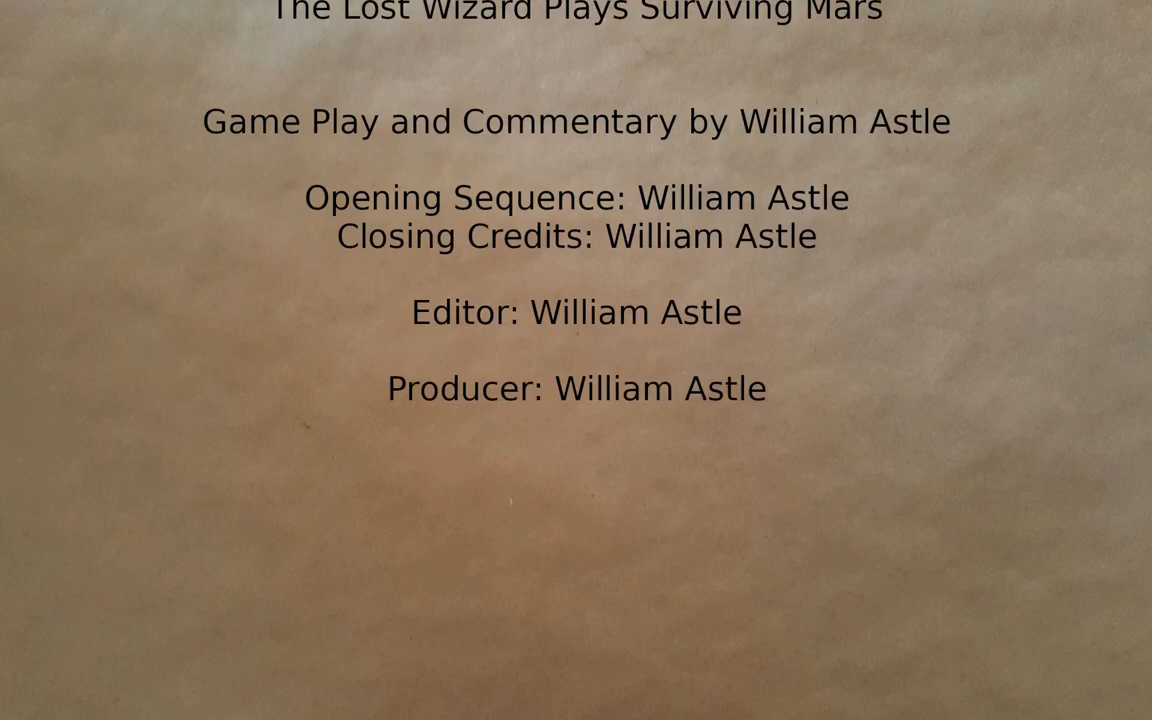 The Lost Wizard Plays Surviving Mars
Game Play and Commentary by William Astle
Opening Sequence: William Astle
Closing Credits: William Astle
Editor: William Astle
Producer: William Astle